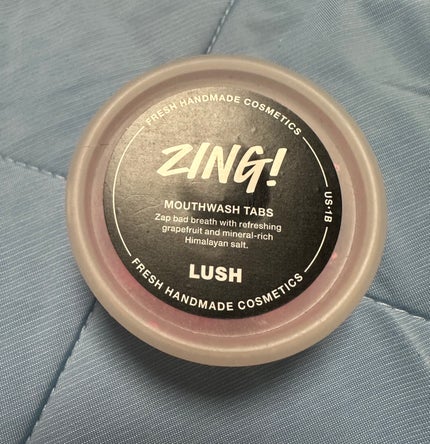 FRESH HANDMADE COSMETICS
ZING!
US•1B
MOUTHWASH TABS
Zap bad breath with refreshing
grapefruit and mineral-rich
Himalayan salt.
LUSH
FRESH HANDMADE COSMETICS